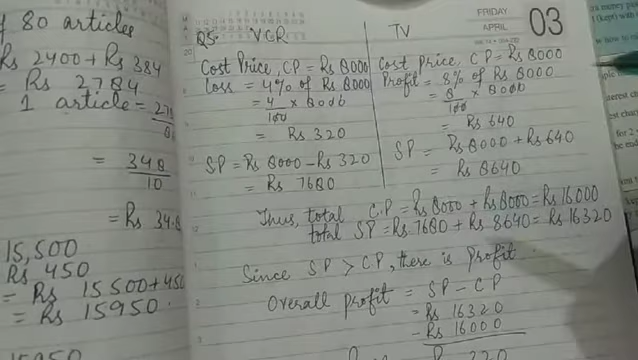 80 articles
Rs 2400 + Rs 384
= Rs 2784
1 article =
= 348
10
= Rs 34.8
15,500
Rs 450
= Rs 15500 + 450
= Rs 15950.
FRIDAY
APRIL 03
Q5. VCR
Cost Price, CP = Rs 8000
Loss = 4% of Rs 8000
= 4 × 8000
100
= Rs 320
SP = Rs 8000 - Rs 320
= Rs 7680
TV
Cost Price, CP = Rs 8000
Profit = 8% of Rs 8000
= 8 × 8000
100
= Rs 640
SP = Rs 8000 + Rs 640
= Rs 8640
Thus, total C.P = Rs 8000 + Rs 8000 = Rs 16000
total SP = Rs 7680 + Rs 8640 = Rs 16320
Since SP > C.P, there is profit
Overall profit = SP - CP
= Rs 16320
- Rs 16000